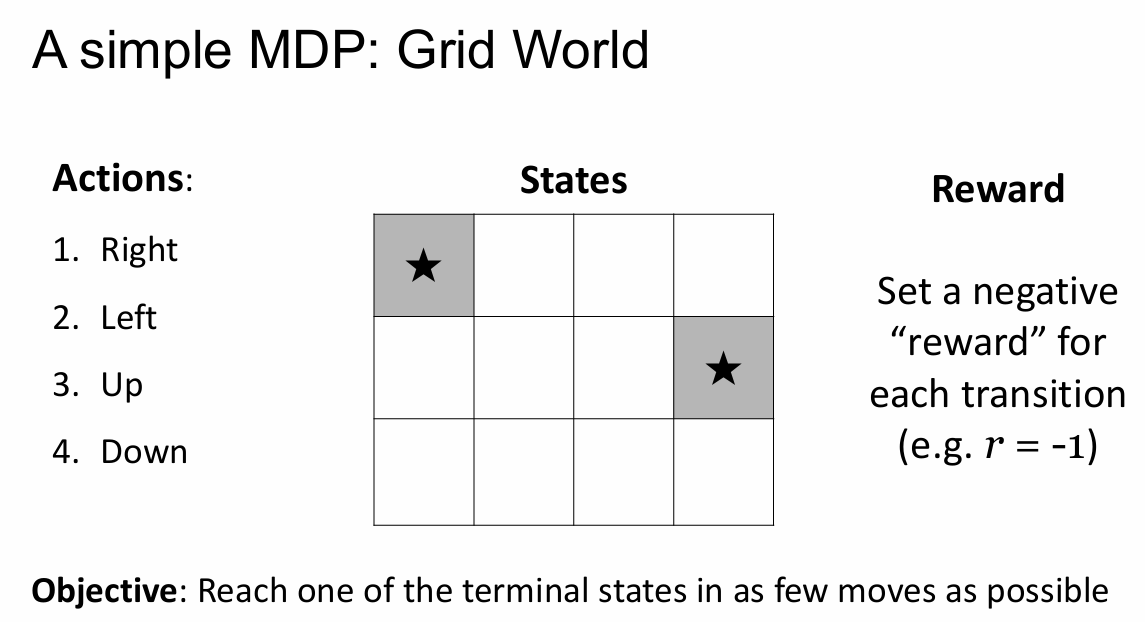 A simple MDP: Grid World
Actions:
1. Right
2. Left
3. Up
4. Down
States
Reward
Set a negative
“reward” for
each transition
(e.g. r = -1)
Objective: Reach one of the terminal states in as few moves as possible